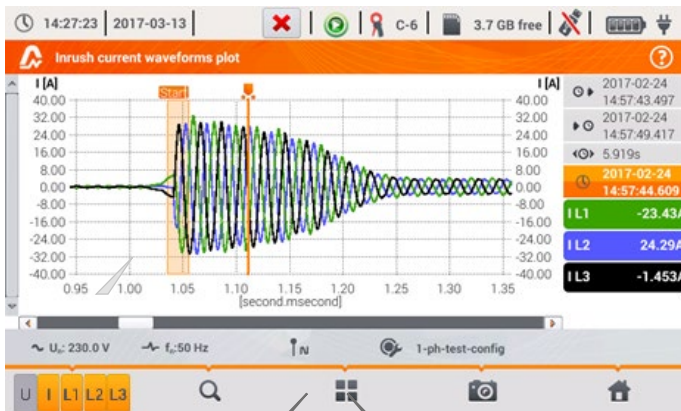 14:27:23 2017-03-13 C-6 3.7 GB free
Inrush current waveforms plot ?
I [A] I [A]
Start
40.00 40.00
32.00 32.00
24.00 24.00
16.00 16.00
8.00 8.00
0.00 0.00
-8.00 -8.00
-16.00 -16.00
-24.00 -24.00
-32.00 -32.00
-40.00 -40.00
0.95 1.00 1.05 1.10 1.15 1.20 1.25 1.30 1.35
[second.msecond]
2017-02-24
14:57:43.497
2017-02-24
14:57:49.417
5.919s
2017-02-24
14:57:44.609
I L1 -23.43A
I L2 24.29A
I L3 -1.453A
Uₙ: 230.0 V fₙ:50 Hz N 1-ph-test-config
U I L1 L2 L3